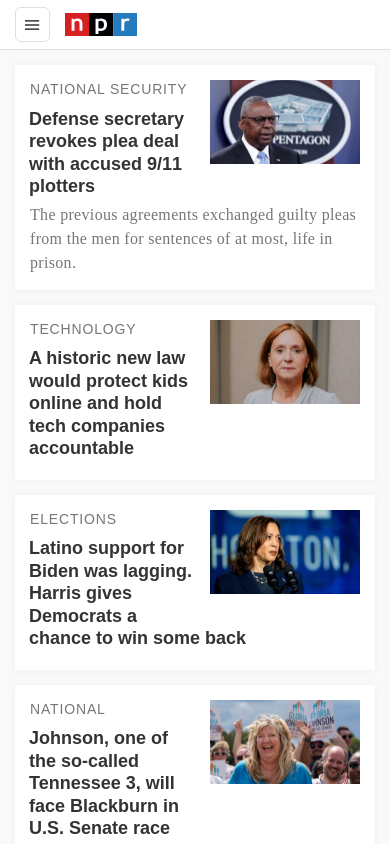 npr
NATIONAL SECURITY
Defense secretary
revokes plea deal
with accused 9/11
plotters
PENTAGON
The previous agreements exchanged guilty pleas
from the men for sentences of at most, life in
prison.
TECHNOLOGY
A historic new law
would protect kids
online and hold
tech companies
accountable
ELECTIONS
Latino support for
Biden was lagging.
Harris gives
Democrats a
chance to win some back
HOUSTON,
NATIONAL
Johnson, one of
the so-called
Tennessee 3, will
face Blackburn in
U.S. Senate race
GLORIA
JOHNSON